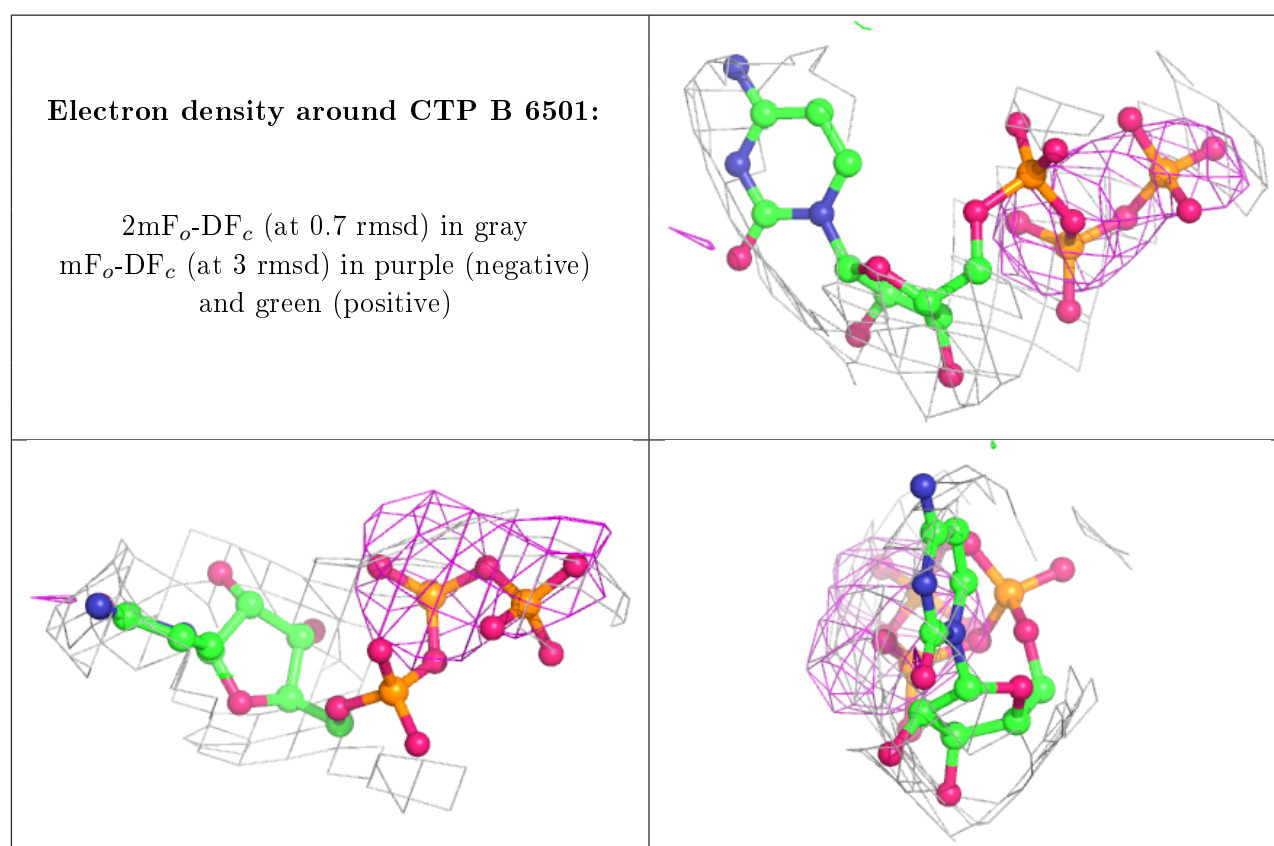 Electron density around CTP B 6501:
2mFo-DFc (at 0.7 rmsd) in gray
mFo-DFc (at 3 rmsd) in purple (negative)
and green (positive)